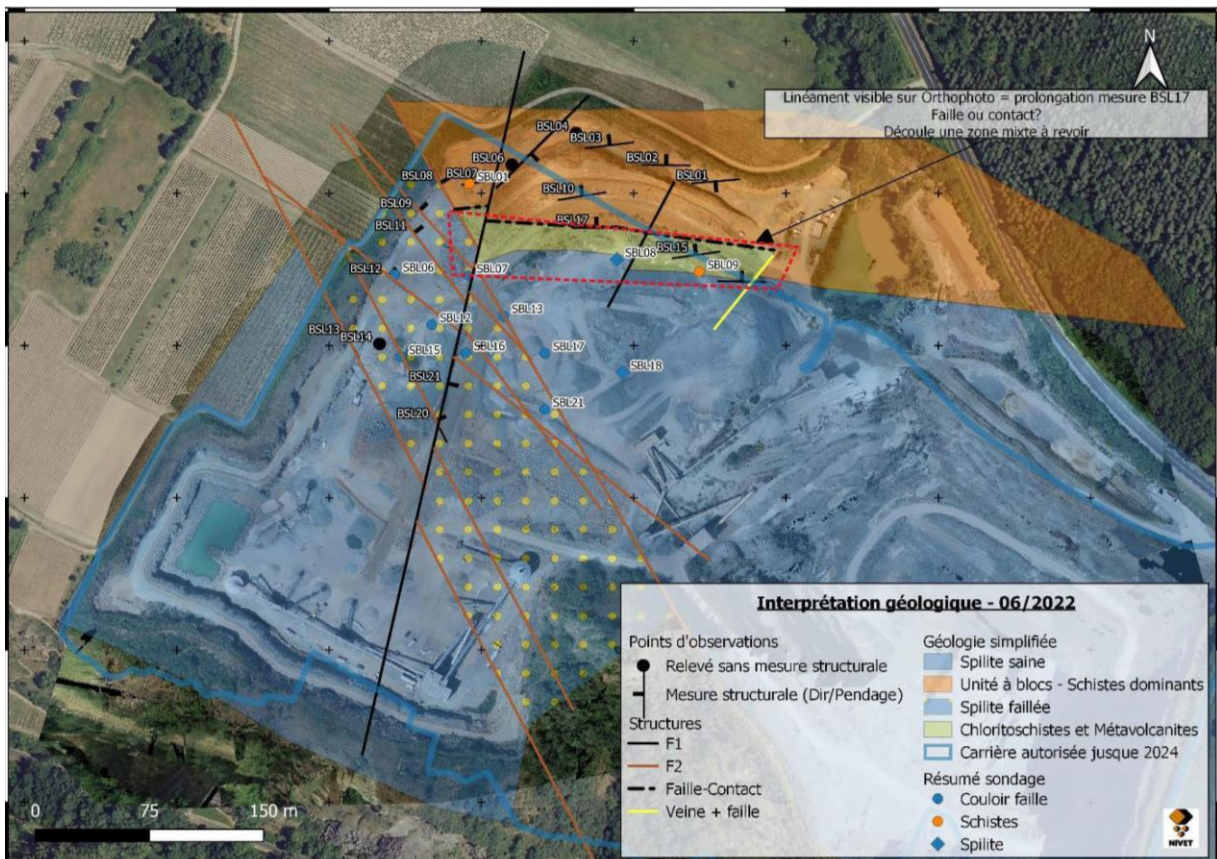 N
Linéament visible sur Orthophoto = prolongation mesure BSL17
Faille ou contact?
Découle une zone mixte à revoir
BSL04
BSL03
BSL06
BSL02
BSL08
BSL07
SBL01
BSL01
BSL10
BSL09
BSL11
BSL17
BSL15
BSL12
SBL06
SBL07
SBL08
SBL09
BSL13
BSL14
SBL12
SBL13
SBL15
SBL16
SBL17
SBL18
BSL21
SBL21
BSL20
0 75 150 m
Interprétation géologique - 06/2022
Points d'observations
Relevé sans mesure structurale
Mesure structurale (Dir/Pendage)
Structures
F1
F2
Faille-Contact
Veine + faille
Géologie simplifiée
Spilite saine
Unité à blocs - Schistes dominants
Spilite faillée
Chloritoschistes et Métavolcanites
Carrière autorisée jusque 2024
Résumé sondage
Couloir faille
Schistes
Spilite
NIVET